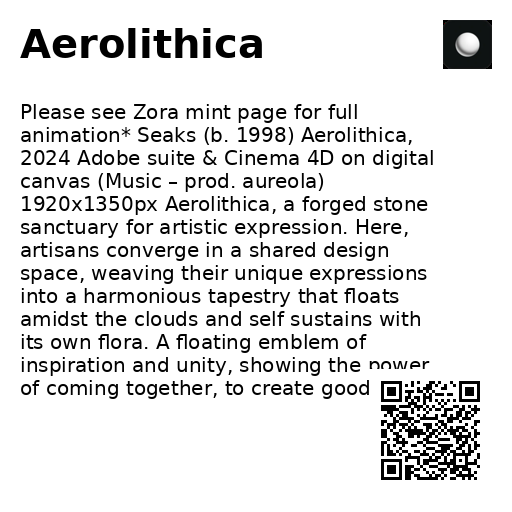 Aerolithica
Please see Zora mint page for full
animation* Seaks (b. 1998) Aerolithica,
2024 Adobe suite & Cinema 4D on digital
canvas (Music – prod. aureola)
1920x1350px Aerolithica, a forged stone
sanctuary for artistic expression. Here,
artisans converge in a shared design
space, weaving their unique expressions
into a harmonious tapestry that floats
amidst the clouds and self sustains with
its own flora. A floating emblem of
inspiration and unity, showing the power
of coming together, to create good